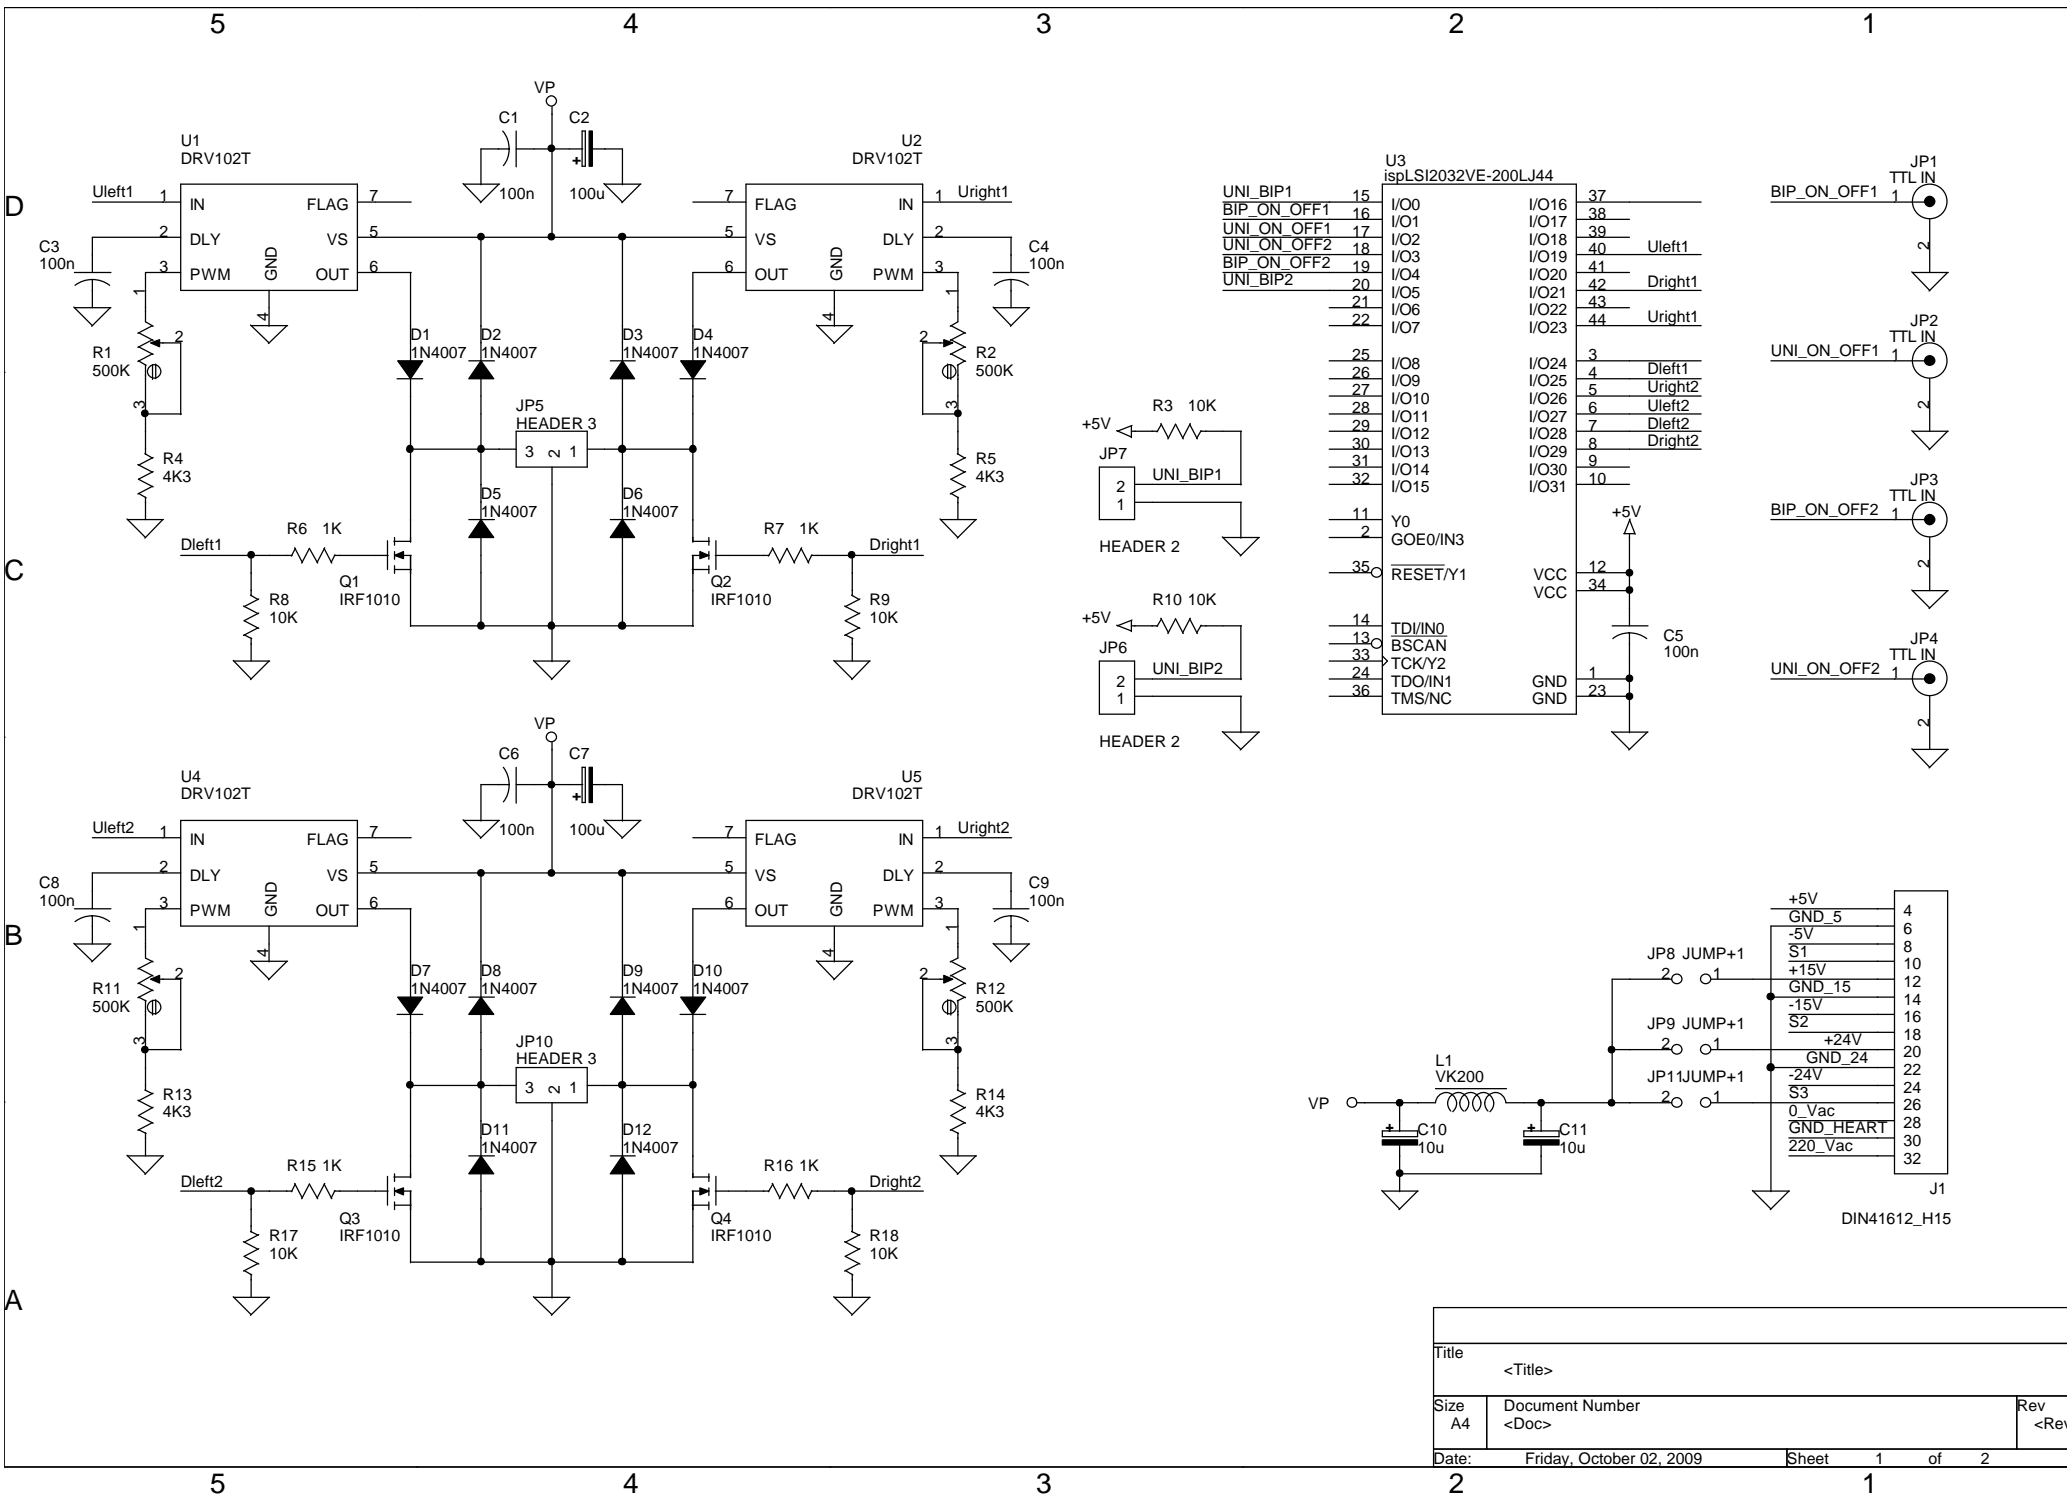 5 4 3 2 1
D
C
B
A
VP
C1
100n
C2
100u
U1
DRV102T
Uleft1
1 IN
2 DLY
3 PWM
GND
4
FLAG 7
VS 5
OUT 6
C3
100n
1
2
3
R1
500K
R4
4K3
U2
DRV102T
Uright1
7 FLAG
5 VS
6 OUT
GND
4
IN 1
DLY 2
PWM 3
C4
100n
1
2
3
R2
500K
R5
4K3
D1
1N4007
D2
1N4007
D3
1N4007
D4
1N4007
JP5
HEADER 3
3 2 1
D5
1N4007
D6
1N4007
Dleft1
R6 1K
R8
10K
Q1
IRF1010
R7 1K
Dright1
Q2
IRF1010
R9
10K
+5V
R3 10K
JP7
2
1
UNI_BIP1
HEADER 2
+5V
R10 10K
JP6
2
1
UNI_BIP2
HEADER 2
U3
ispLSI2032VE-200LJ44
UNI_BIP1 15 I/O0
BIP_ON_OFF1 16 I/O1
UNI_ON_OFF1 17 I/O2
UNI_ON_OFF2 18 I/O3
BIP_ON_OFF2 19 I/O4
UNI_BIP2 20 I/O5
21 I/O6
22 I/O7
25 I/O8
26 I/O9
27 I/O10
28 I/O11
29 I/O12
30 I/O13
31 I/O14
32 I/O15
11 Y0
2 GOE0/IN3
35 RESET/Y1
14 TDI/IN0
13 BSCAN
33 TCK/Y2
24 TDO/IN1
36 TMS/NC
I/O16 37
I/O17 38
I/O18 39
I/O19 40 Uleft1
I/O20 41
I/O21 42 Dright1
I/O22 43
I/O23 44 Uright1
I/O24 3
I/O25 4 Dleft1
I/O26 5 Uright2
I/O27 6 Uleft2
I/O28 7 Dleft2
I/O29 8 Dright2
I/O30 9
I/O31 10
+5V
VCC 12
VCC 34
GND 1
GND 23
C5
100n
JP1
TTL IN
BIP_ON_OFF1 1
2
JP2
TTL IN
UNI_ON_OFF1 1
2
JP3
TTL IN
BIP_ON_OFF2 1
2
JP4
TTL IN
UNI_ON_OFF2 1
2
VP
C6
100n
C7
100u
U4
DRV102T
Uleft2
1 IN
2 DLY
3 PWM
GND
4
FLAG 7
VS 5
OUT 6
C8
100n
1
2
3
R11
500K
R13
4K3
U5
DRV102T
Uright2
7 FLAG
5 VS
6 OUT
GND
4
IN 1
DLY 2
PWM 3
C9
100n
1
2
3
R12
500K
R14
4K3
D7
1N4007
D8
1N4007
D9
1N4007
D10
1N4007
JP10
HEADER 3
3 2 1
D11
1N4007
D12
1N4007
Dleft2
R15 1K
R17
10K
Q3
IRF1010
R16 1K
Dright2
Q4
IRF1010
R18
10K
VP
L1
VK200
C10
10u
C11
10u
JP8 JUMP+1
2 1
JP9 JUMP+1
2 1
JP11 JUMP+1
2 1
+5V 4
GND_5 6
-5V 8
S1 10
+15V 12
GND_15 14
-15V 16
S2 18
+24V 20
GND_24 22
-24V 24
S3 26
0_Vac 28
GND_HEART 30
220_Vac 32
J1
DIN41612_H15
Title
<Title>
Size
A4
Document Number
<Doc>
Rev
<Rev
Date: Friday, October 02, 2009
Sheet 1 of 2
5 4 3 2 1